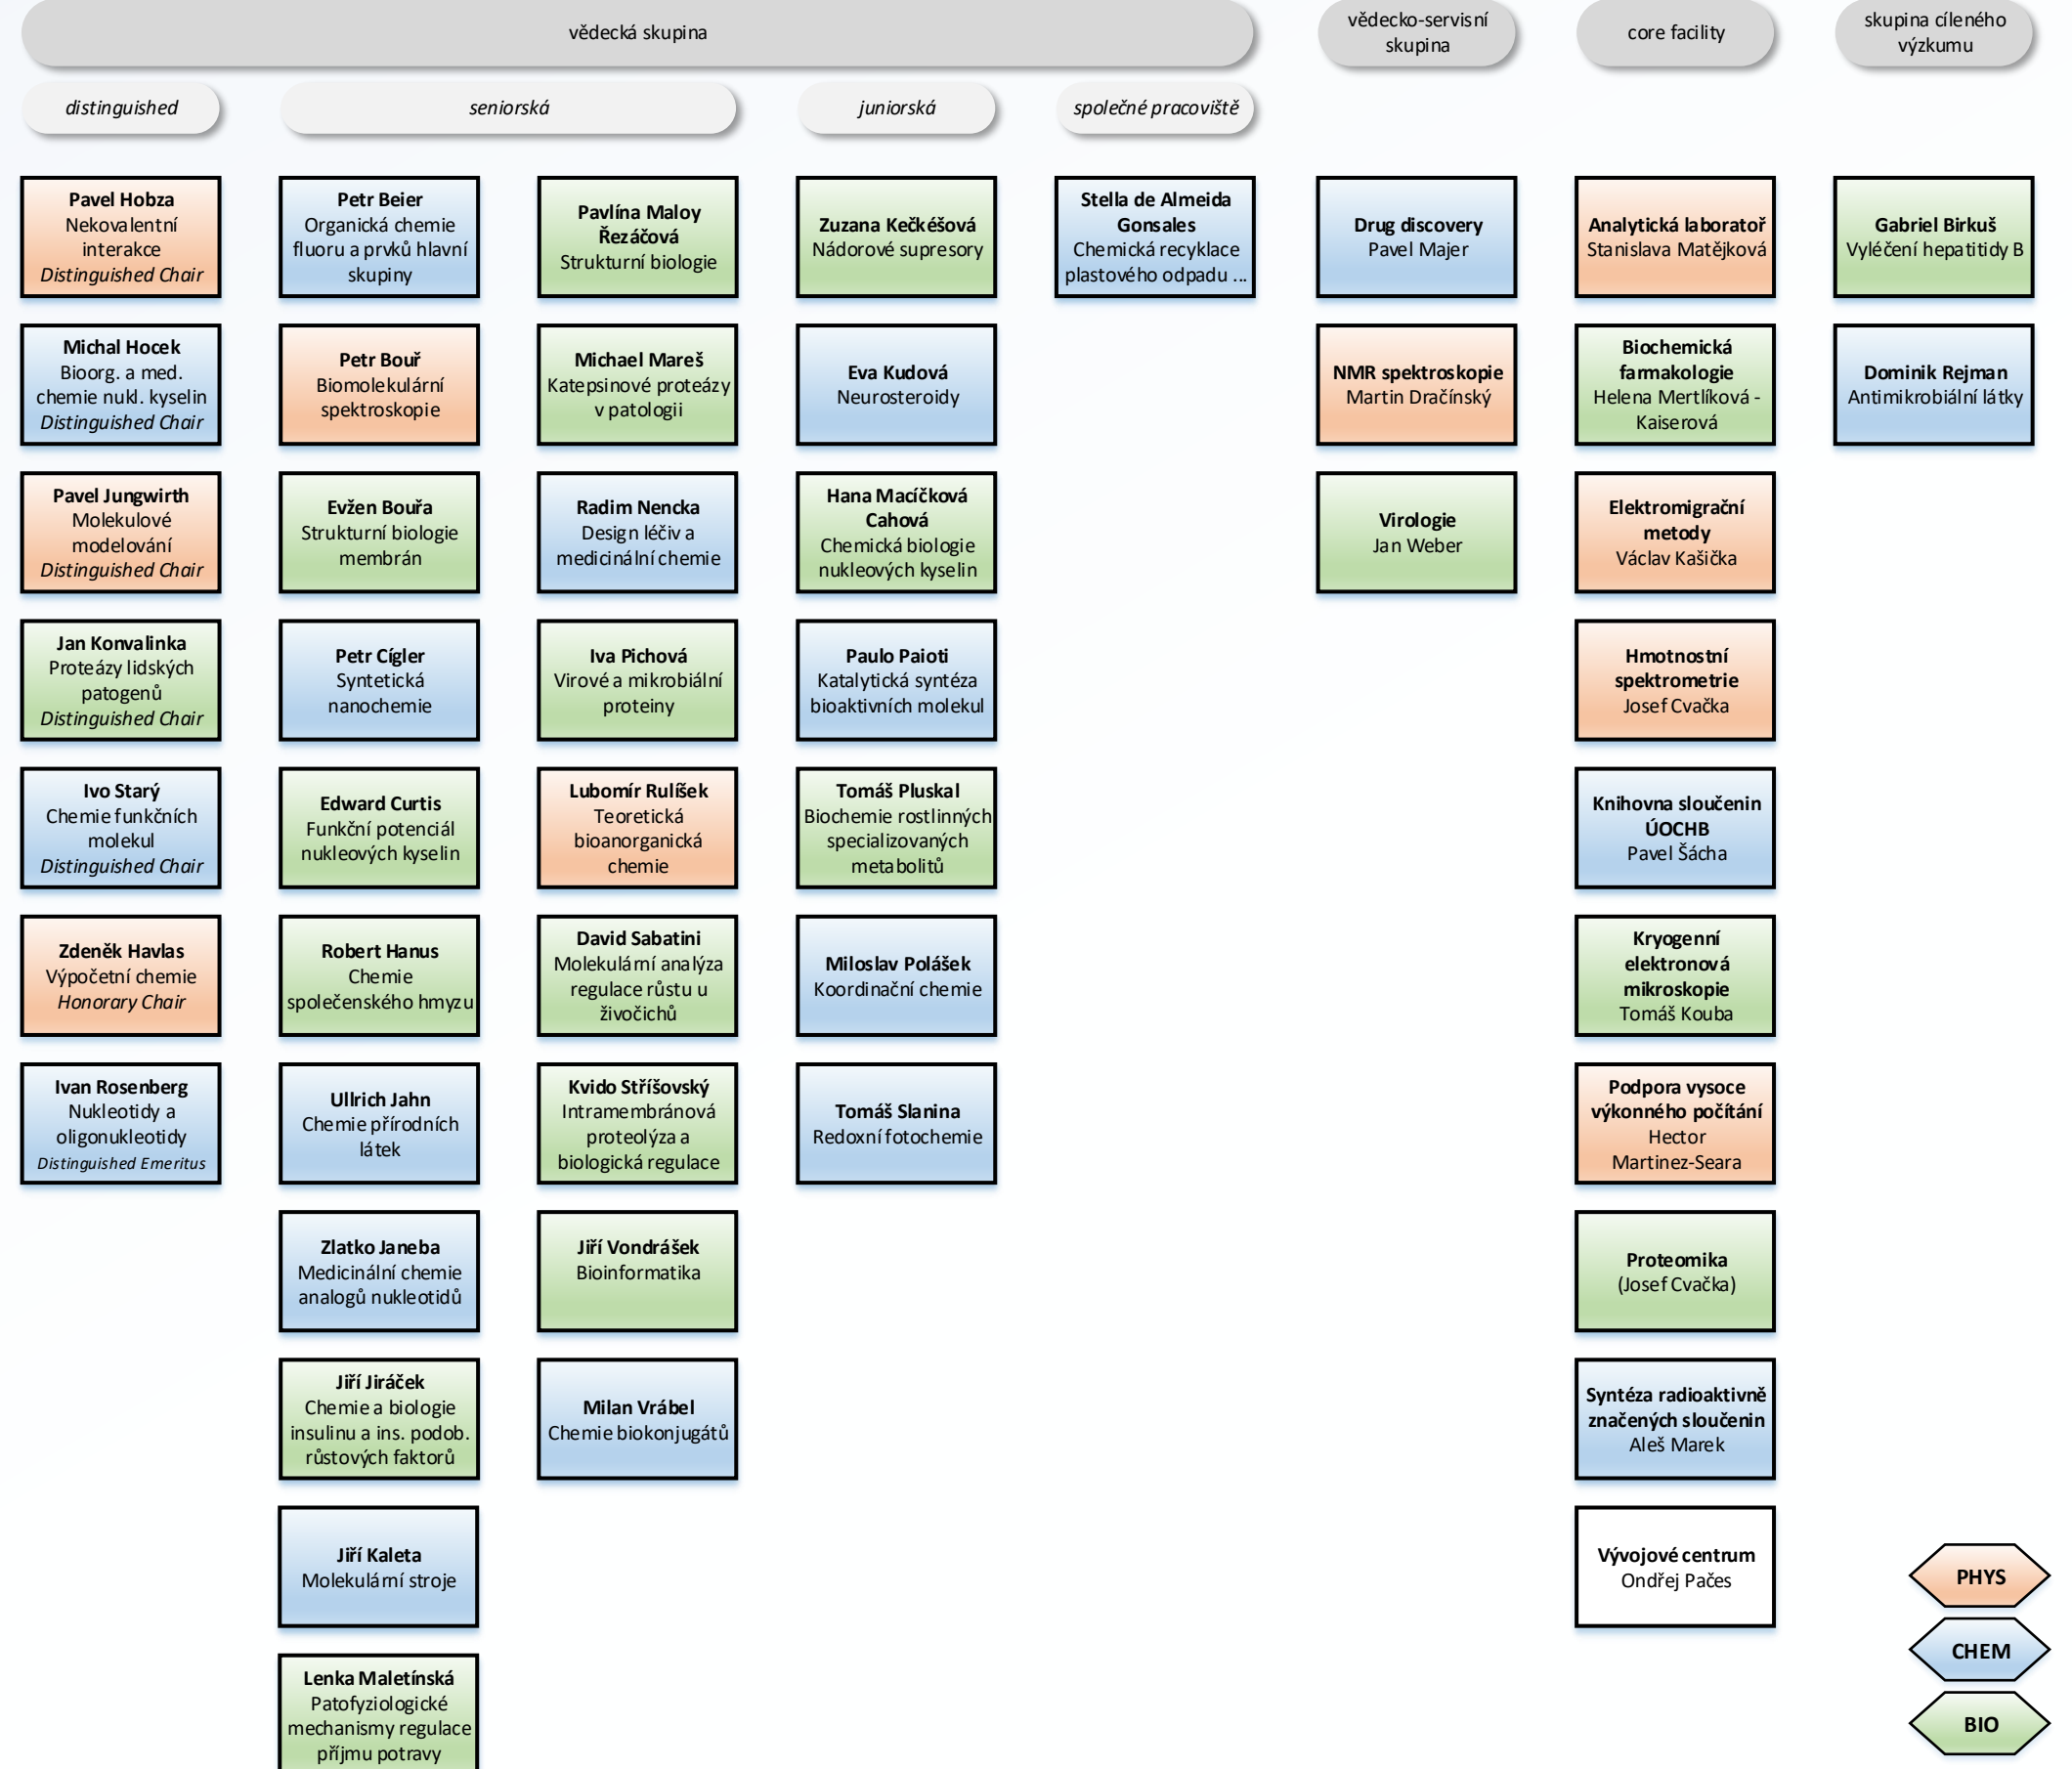 vědecká skupina
vědecko-servisní
skupina
core facility
skupina cíleného
výzkumu
distinguished
seniorská
juniorská
společné pracoviště
Pavel Hobza
Nekovalentní
interakce
Distinguished Chair
Michal Hocek
Bioorg. a med.
chemie nukl. kyselin
Distinguished Chair
Pavel Jungwirth
Molekulové
modelování
Distinguished Chair
Jan Konvalinka
Proteázy lidských
patogenů
Distinguished Chair
Ivo Starý
Chemie funkčních
molekul
Distinguished Chair
Zdeněk Havlas
Výpočetní chemie
Honorary Chair
Ivan Rosenberg
Nukleotidy a
oligonukleotidy
Distinguished Emeritus
Petr Beier
Organická chemie
fluoru a prvků hlavní
skupiny
Petr Bouř
Biomolekulární
spektroskopie
Evžen Bouřa
Strukturní biologie
membrán
Petr Cígler
Syntetická
nanochemie
Edward Curtis
Funkční potenciál
nukleových kyselin
Robert Hanus
Chemie
společenského hmyzu
Ullrich Jahn
Chemie přírodních
látek
Zlatko Janeba
Medicinální chemie
analogů nukleotidů
Jiří Jiráček
Chemie a biologie
insulinu a ins. podob.
růstových faktorů
Jiří Kaleta
Molekulární stroje
Lenka Maletínská
Patofyziologické
mechanismy regulace
příjmu potravy
Pavlína Maloy
Řezáčová
Strukturní biologie
Michael Mareš
Katepsinové proteázy
v patologii
Radim Nencka
Design léčiv a
medicinální chemie
Iva Pichová
Virové a mikrobiální
proteiny
Lubomír Rulíšek
Teoretická
bioanorganická
chemie
David Sabatini
Molekulární analýza
regulace růstu u
živočichů
Kvido Stříšovský
Intramembránová
proteolýza a
biologická regulace
Jiří Vondrášek
Bioinformatika
Milan Vrábel
Chemie biokonjugátů
Zuzana Kečkéšová
Nádorové supresory
Eva Kudová
Neurosteroidy
Hana Macíčková
Cahová
Chemická biologie
nukleových kyselin
Paulo Paioti
Katalytická syntéza
bioaktivních molekul
Tomáš Pluskal
Biochemie rostlinných
specializovaných
metabolitů
Miloslav Polášek
Koordinační chemie
Tomáš Slanina
Redoxní fotochemie
Stella de Almeida
Gonsales
Chemická recyklace
plastového odpadu ...
Drug discovery
Pavel Majer
NMR spektroskopie
Martin Dračínský
Virologie
Jan Weber
Analytická laboratoř
Stanislava Matějková
Biochemická
farmakologie
Helena Mertlíková -
Kaiserová
Elektromigrační
metody
Václav Kašička
Hmotnostní
spektrometrie
Josef Cvačka
Knihovna sloučenin
ÚOCHB
Pavel Šácha
Kryogenní
elektronová
mikroskopie
Tomáš Kouba
Podpora vysoce
výkonného počítání
Hector
Martinez-Seara
Proteomika
(Josef Cvačka)
Syntéza radioaktivně
značených sloučenin
Aleš Marek
Vývojové centrum
Ondřej Pačes
Gabriel Birkuš
Vyléčení hepatitidy B
Dominik Rejman
Antimikrobiální látky
PHYS
CHEM
BIO